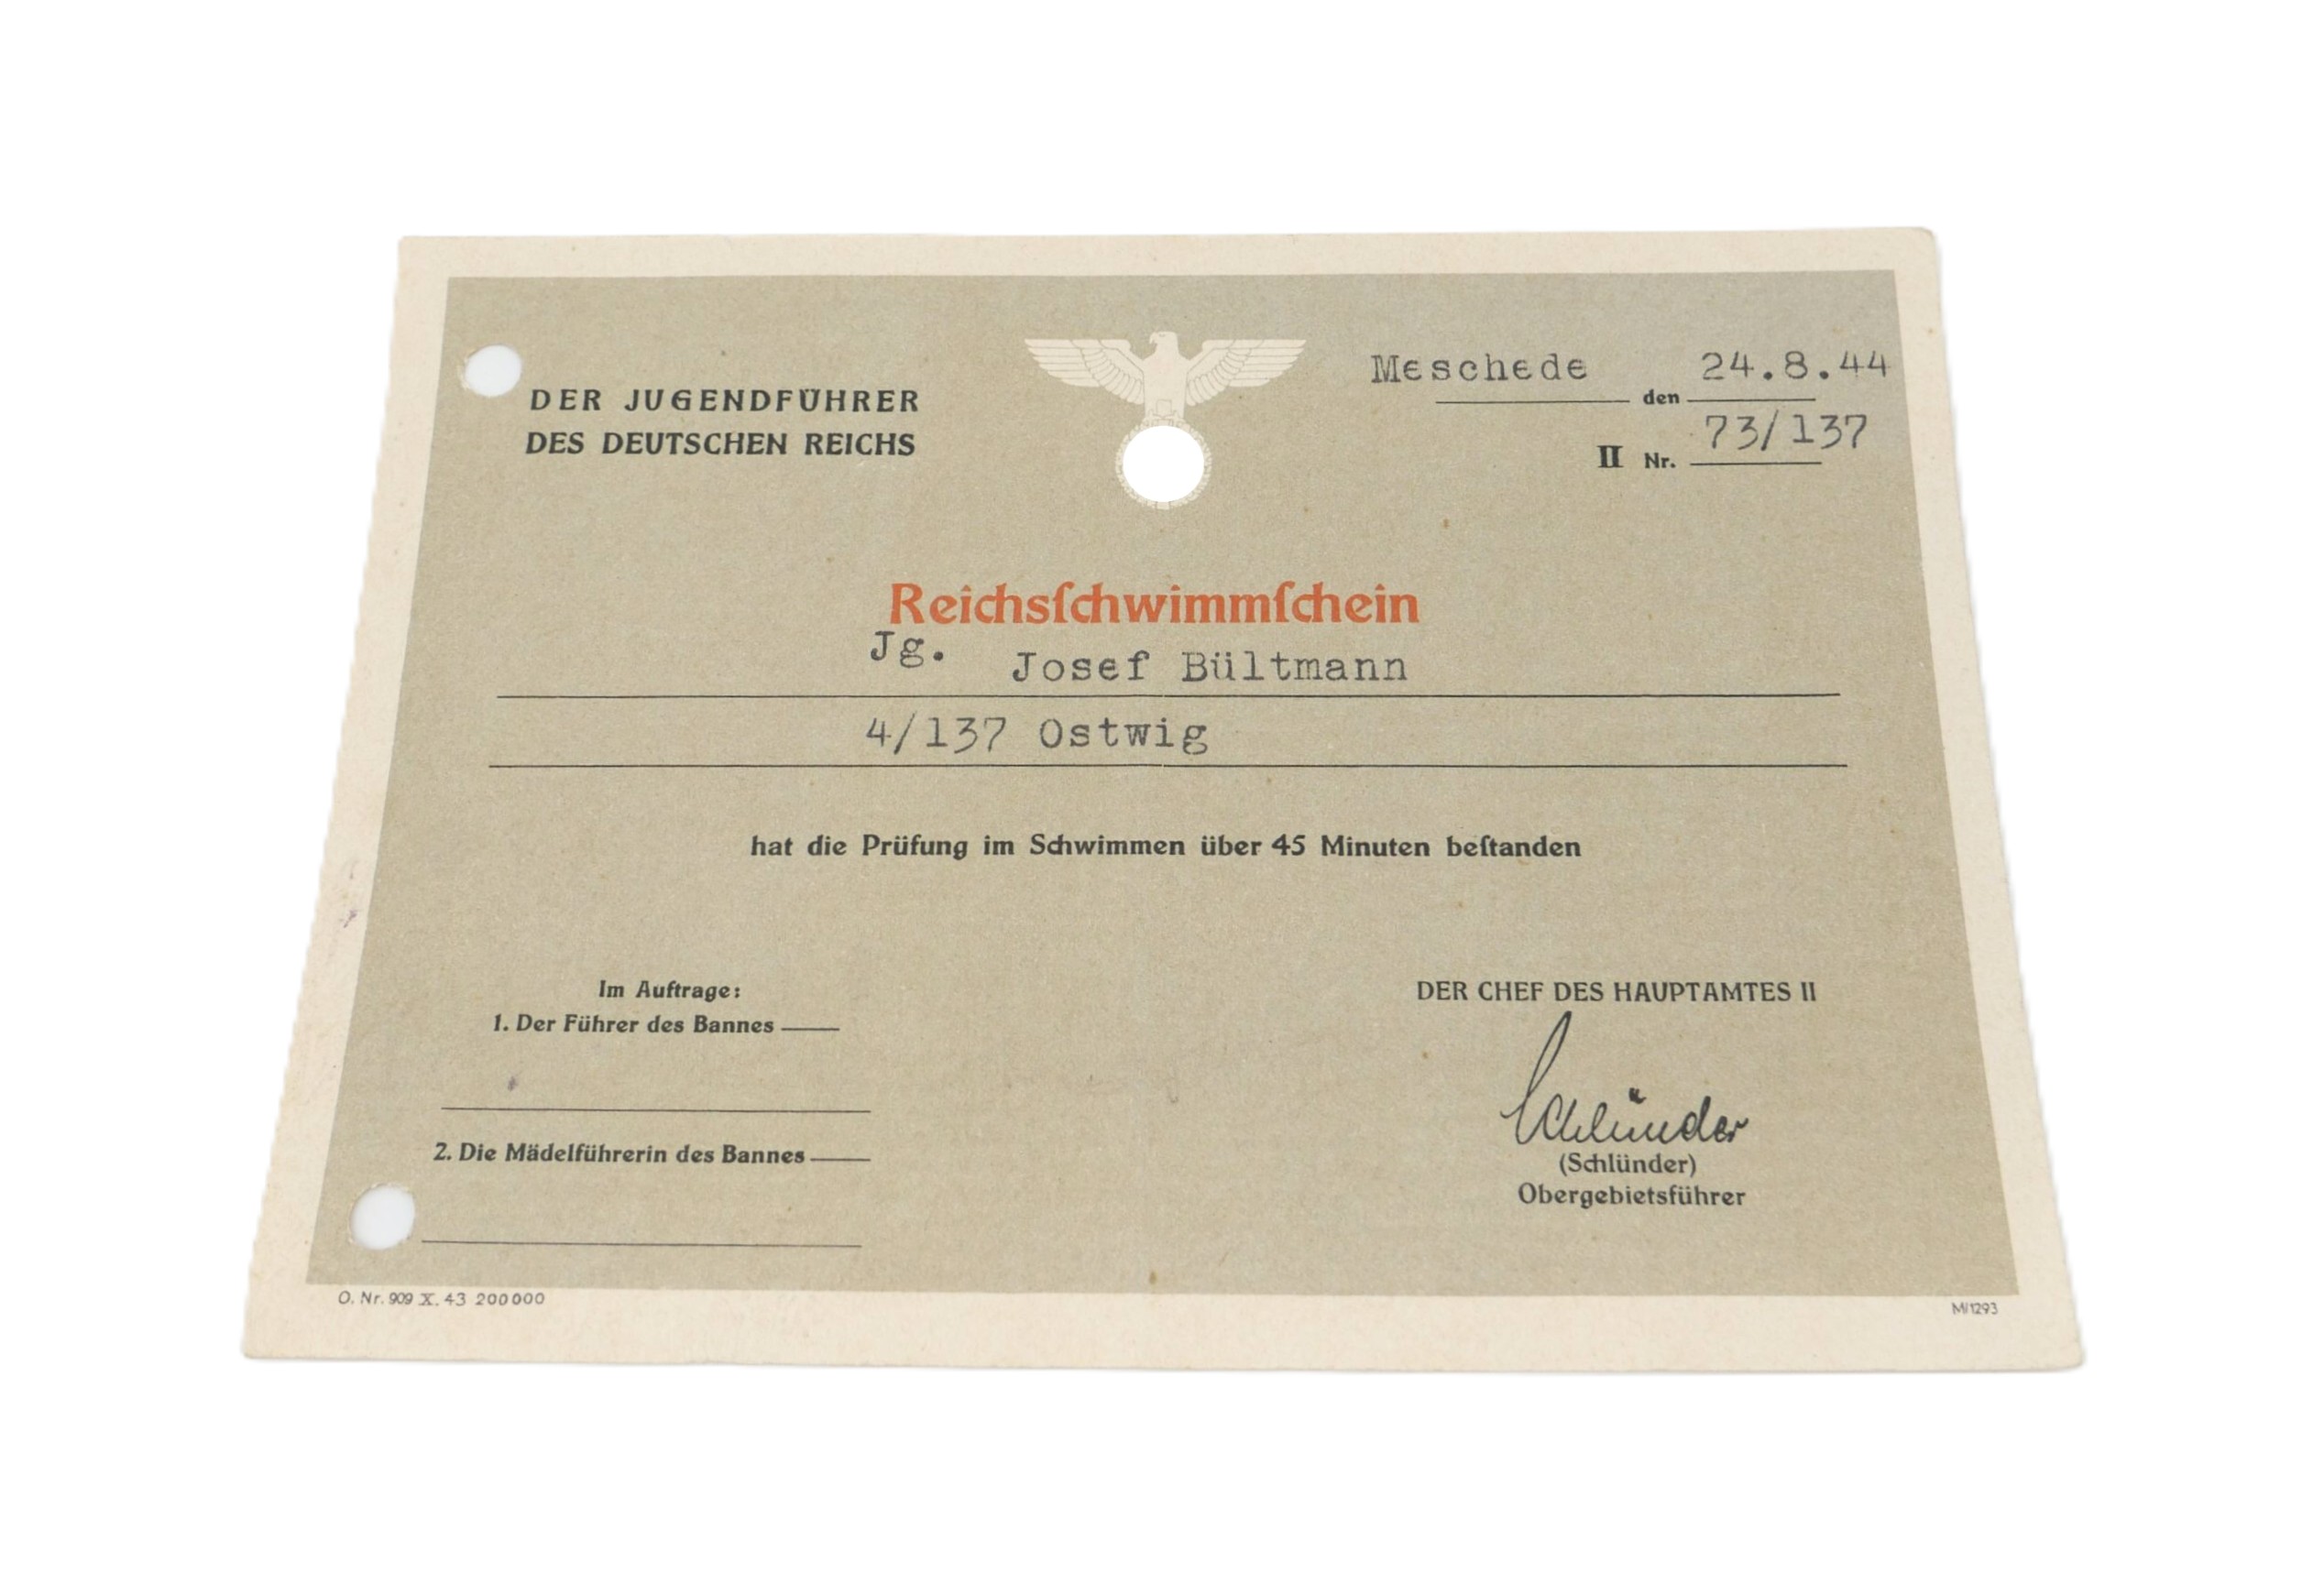 DER JUGENDFÜHRER
DES DEUTSCHEN REICHS
Meschede den 24.8.44
II Nr. 73/137
Reichsſchwimmſchein
Jg. Josef Bültmann
4/137 Ostwig
hat die Prüfung im Schwimmen über 45 Minuten beſtanden
Im Auftrage:
1. Der Führer des Bannes
2. Die Mädelführerin des Bannes
DER CHEF DES HAUPTAMTES II
Schlünder
(Schlünder)
Obergebietsführer
O. Nr. 909 X. 43 200000
M/1293